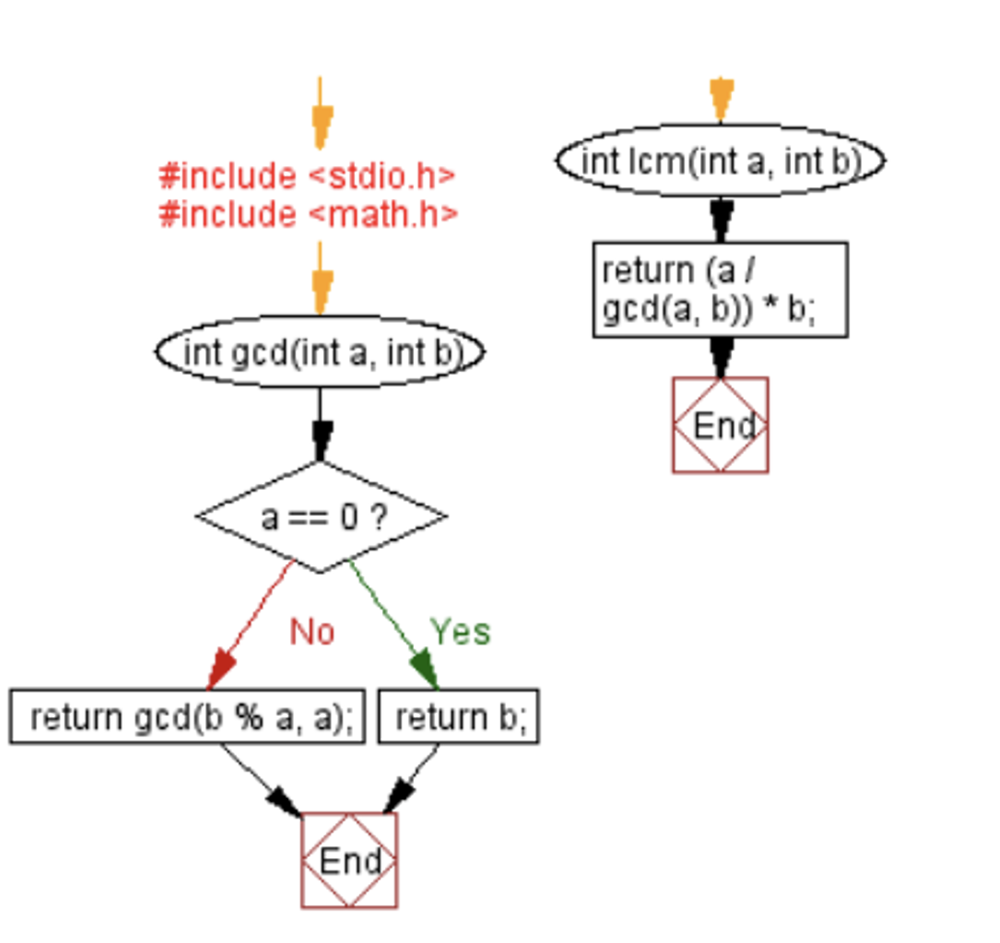 #include <stdio.h>
#include <math.h>
int gcd(int a, int b)
a == 0 ?
No
Yes
return gcd(b % a, a);
return b;
End
int lcm(int a, int b)
return (a /
gcd(a, b)) * b;
End